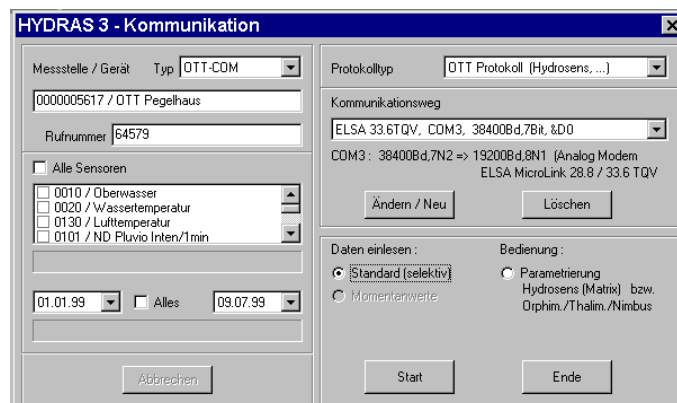 HYDRAS 3 - Kommunikation
Messstelle / Gerät Typ OTT-COM
0000005617 / OTT Pegelhaus
Rufnummer 64579
Alle Sensoren
0010 / Oberwasser
0020 / Wassertemperatur
0130 / Lufttemperatur
0101 / ND Pluvio Inten/1min
01.01.99 Alles 09.07.99
Abbrechen
Protokolltyp OTT Protokoll (Hydrosens, ...)
Kommunikationsweg
ELSA 33.6TQV, COM3, 38400Bd,7Bit, &D0
COM3 : 38400Bd,7N2 => 19200Bd,8N1 (Analog Modem
ELSA MicroLink 28.8 / 33.6 TQV
Ändern / Neu Löschen
Daten einlesen : Bedienung :
Standard (selektiv) Parametrierung
Hydrosens (Matrix) bzw.
Momentanwerte Orphim./Thalim./Nimbus
Start Ende